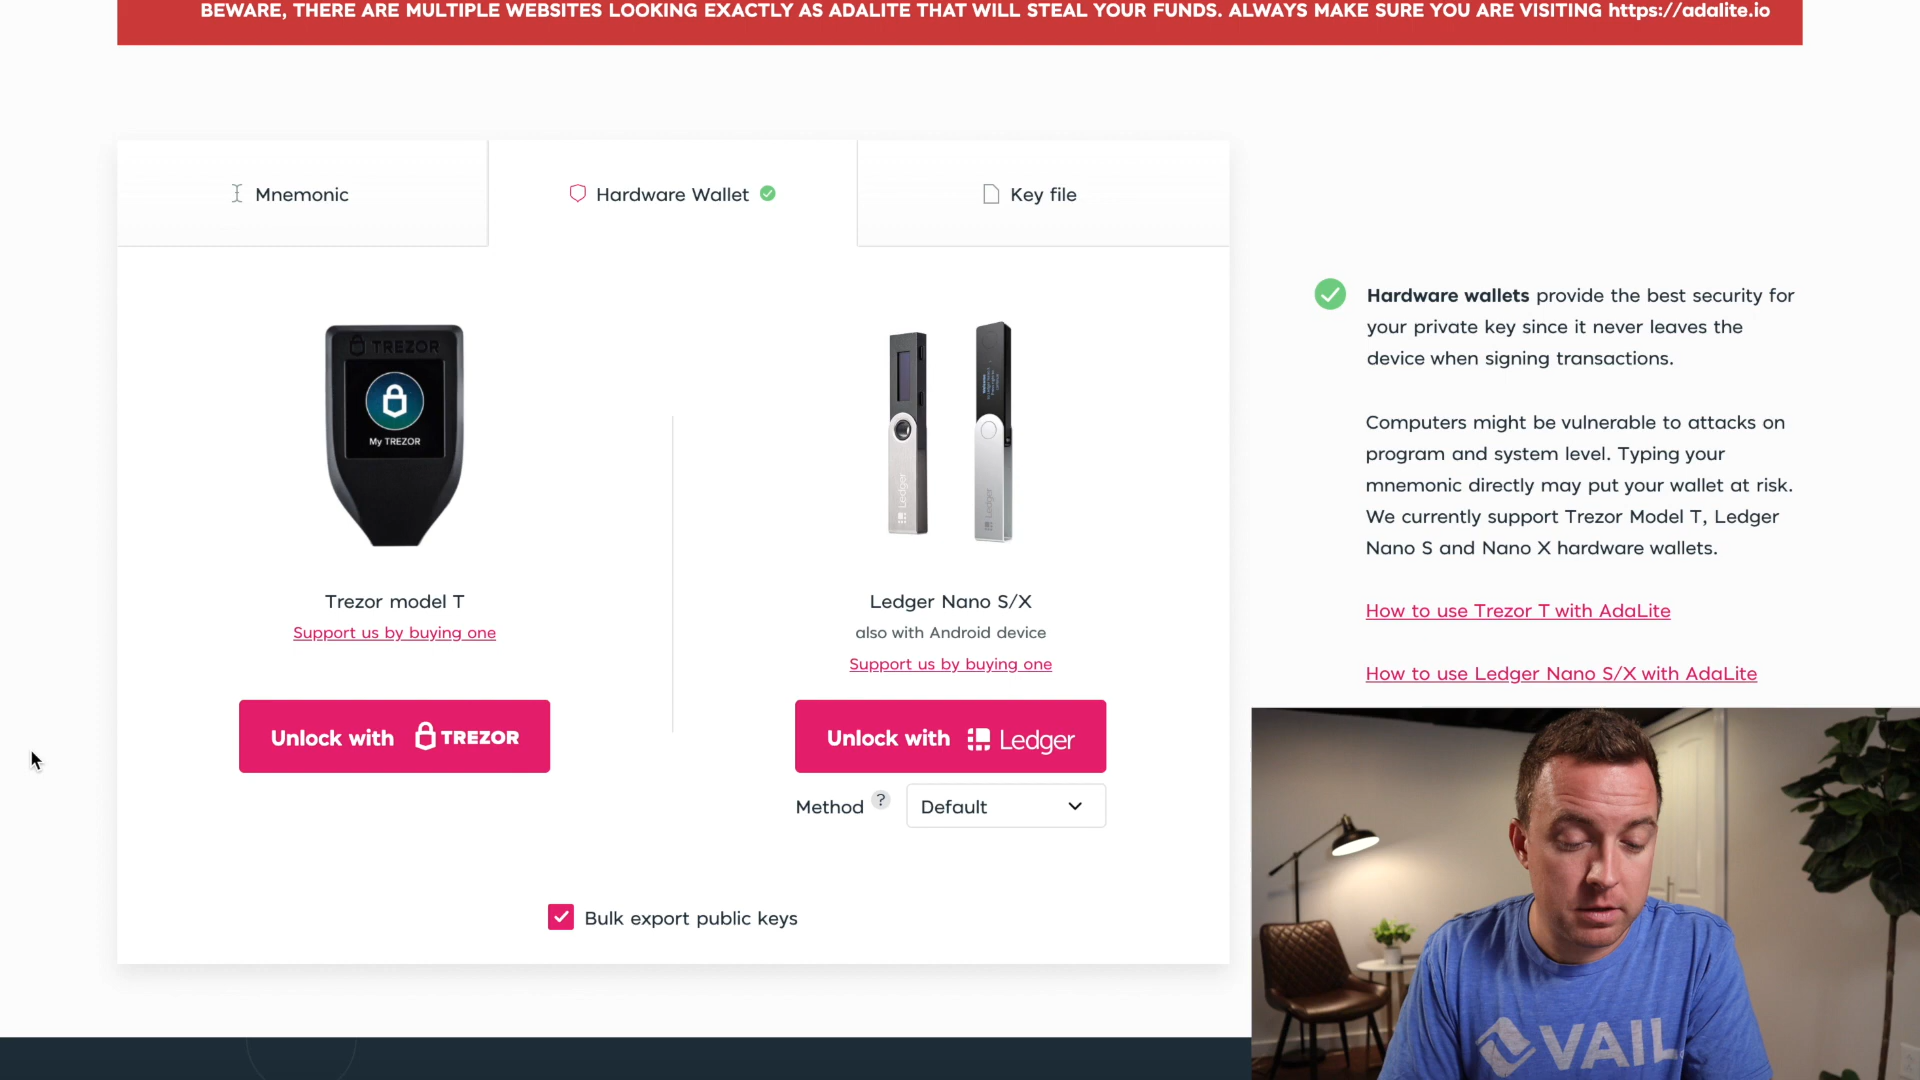 BEWARE, THERE ARE MULTIPLE WEBSITES LOOKING EXACTLY AS ADALITE THAT WILL STEAL YOUR FUNDS. ALWAYS MAKE SURE YOU ARE VISITING https://adalite.io
Mnemonic
Hardware Wallet
Key file
TREZOR
My TREZOR
Ledger
Ledger
Trezor model T
Support us by buying one
Unlock with TREZOR
Ledger Nano S/X
also with Android device
Support us by buying one
Unlock with Ledger
Method ? Default
Bulk export public keys
Hardware wallets provide the best security for
your private key since it never leaves the
device when signing transactions.
Computers might be vulnerable to attacks on
program and system level. Typing your
mnemonic directly may put your wallet at risk.
We currently support Trezor Model T, Ledger
Nano S and Nano X hardware wallets.
How to use Trezor T with AdaLite
How to use Ledger Nano S/X with AdaLite
VAIL